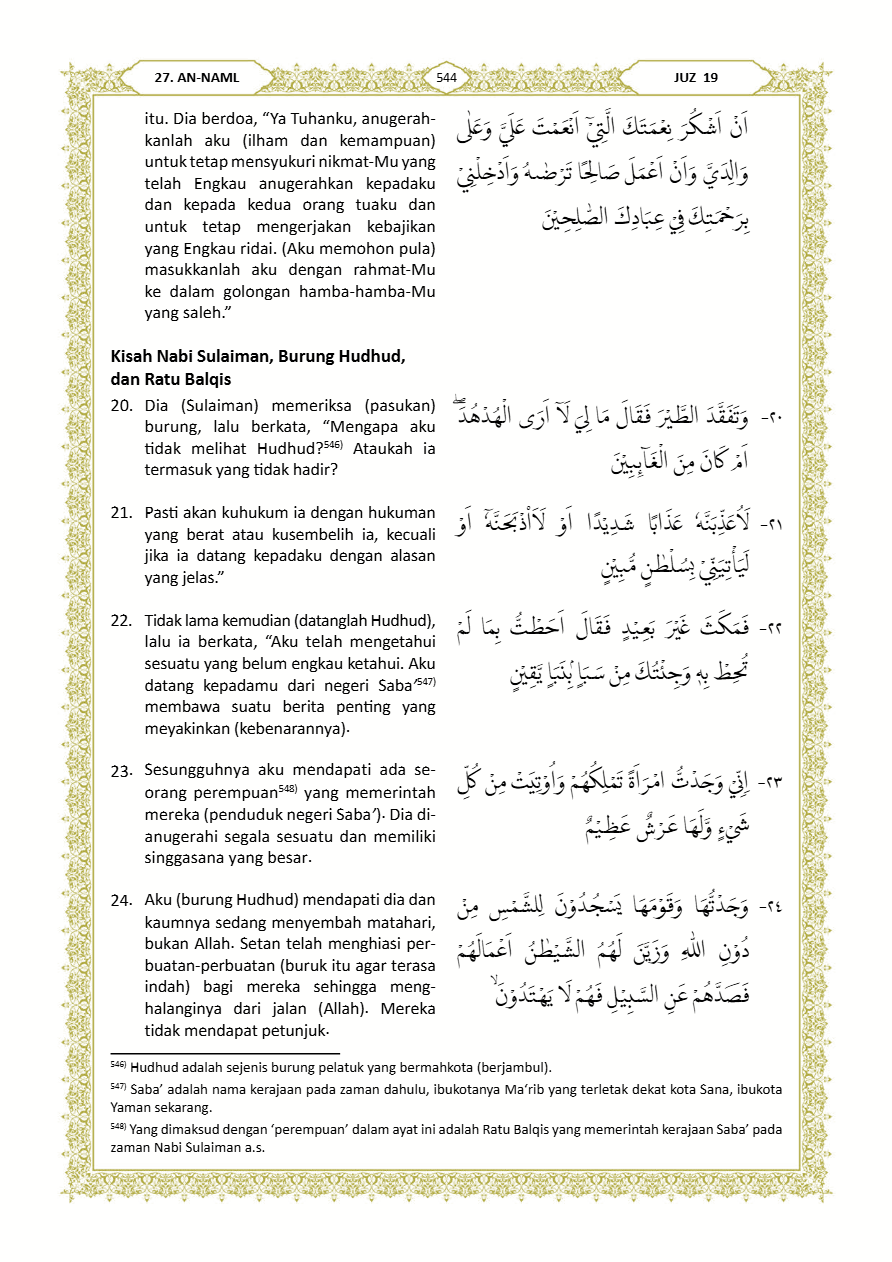 27. AN-NAML
544
JUZ 19
itu. Dia berdoa, “Ya Tuhanku, anugerah-
kanlah aku (ilham dan kemampuan)
untuk tetap mensyukuri nikmat-Mu yang
telah Engkau anugerahkan kepadaku
dan kepada kedua orang tuaku dan
untuk tetap mengerjakan kebajikan
yang Engkau ridai. (Aku memohon pula)
masukkanlah aku dengan rahmat-Mu
ke dalam golongan hamba-hamba-Mu
yang saleh.”
اَنْ اَشْكُرَ نِعْمَتَكَ الَّتِيْٓ اَنْعَمْتَ عَلَيَّ وَعَلٰى
وَالِدَيَّ وَاَنْ اَعْمَلَ صَالِحًا تَرْضٰىهُ وَاَدْخِلْنِيْ
بِرَحْمَتِكَ فِيْ عِبَادِكَ الصّٰلِحِيْنَ
Kisah Nabi Sulaiman, Burung Hudhud,
dan Ratu Balqis
20. Dia (Sulaiman) memeriksa (pasukan)
burung, lalu berkata, “Mengapa aku
tidak melihat Hudhud?546) Ataukah ia
termasuk yang tidak hadir?
٢٠- وَتَفَقَّدَ الطَّيْرَ فَقَالَ مَا لِيَ لَآ اَرَى الْهُدْهُدَۖ
اَمْ كَانَ مِنَ الْغَاۤىِٕبِيْنَ
21. Pasti akan kuhukum ia dengan hukuman
yang berat atau kusembelih ia, kecuali
jika ia datang kepadaku dengan alasan
yang jelas.”
٢١- لَاُعَذِّبَنَّهٗ عَذَابًا شَدِيْدًا اَوْ لَاَا۟ذْبَحَنَّهٗٓ اَوْ
لَيَأْتِيَنِّيْ بِسُلْطٰنٍ مُّبِيْنٍ
22. Tidak lama kemudian (datanglah Hudhud),
lalu ia berkata, “Aku telah mengetahui
sesuatu yang belum engkau ketahui. Aku
datang kepadamu dari negeri Saba’547)
membawa suatu berita penting yang
meyakinkan (kebenarannya).
٢٢- فَمَكَثَ غَيْرَ بَعِيْدٍ فَقَالَ اَحَطْتُّ بِمَا لَمْ
تُحِطْ بِهٖ وَجِئْتُكَ مِنْ سَبَاٍ ۢبِنَبَاٍ يَّقِيْنٍ
23. Sesungguhnya aku mendapati ada se-
orang perempuan548) yang memerintah
mereka (penduduk negeri Saba’). Dia di-
anugerahi segala sesuatu dan memiliki
singgasana yang besar.
٢٣- اِنِّيْ وَجَدْتُّ امْرَاَةً تَمْلِكُهُمْ وَاُوْتِيَتْ مِنْ كُلِّ
شَيْءٍ وَّلَهَا عَرْشٌ عَظِيْمٌ
24. Aku (burung Hudhud) mendapati dia dan
kaumnya sedang menyembah matahari,
bukan Allah. Setan telah menghiasi per-
buatan-perbuatan (buruk itu agar terasa
indah) bagi mereka sehingga meng-
halanginya dari jalan (Allah). Mereka
tidak mendapat petunjuk.
٢٤- وَجَدْتُّهَا وَقَوْمَهَا يَسْجُدُوْنَ لِلشَّمْسِ مِنْ
دُوْنِ اللّٰهِ وَزَيَّنَ لَهُمُ الشَّيْطٰنُ اَعْمَالَهُمْ
فَصَدَّهُمْ عَنِ السَّبِيْلِ فَهُمْ لَا يَهْتَدُوْنَۙ
546) Hudhud adalah sejenis burung pelatuk yang bermahkota (berjambul).
547) Saba’ adalah nama kerajaan pada zaman dahulu, ibukotanya Ma‘rib yang terletak dekat kota Sana, ibukota
Yaman sekarang.
548) Yang dimaksud dengan ‘perempuan’ dalam ayat ini adalah Ratu Balqis yang memerintah kerajaan Saba’ pada
zaman Nabi Sulaiman a.s.